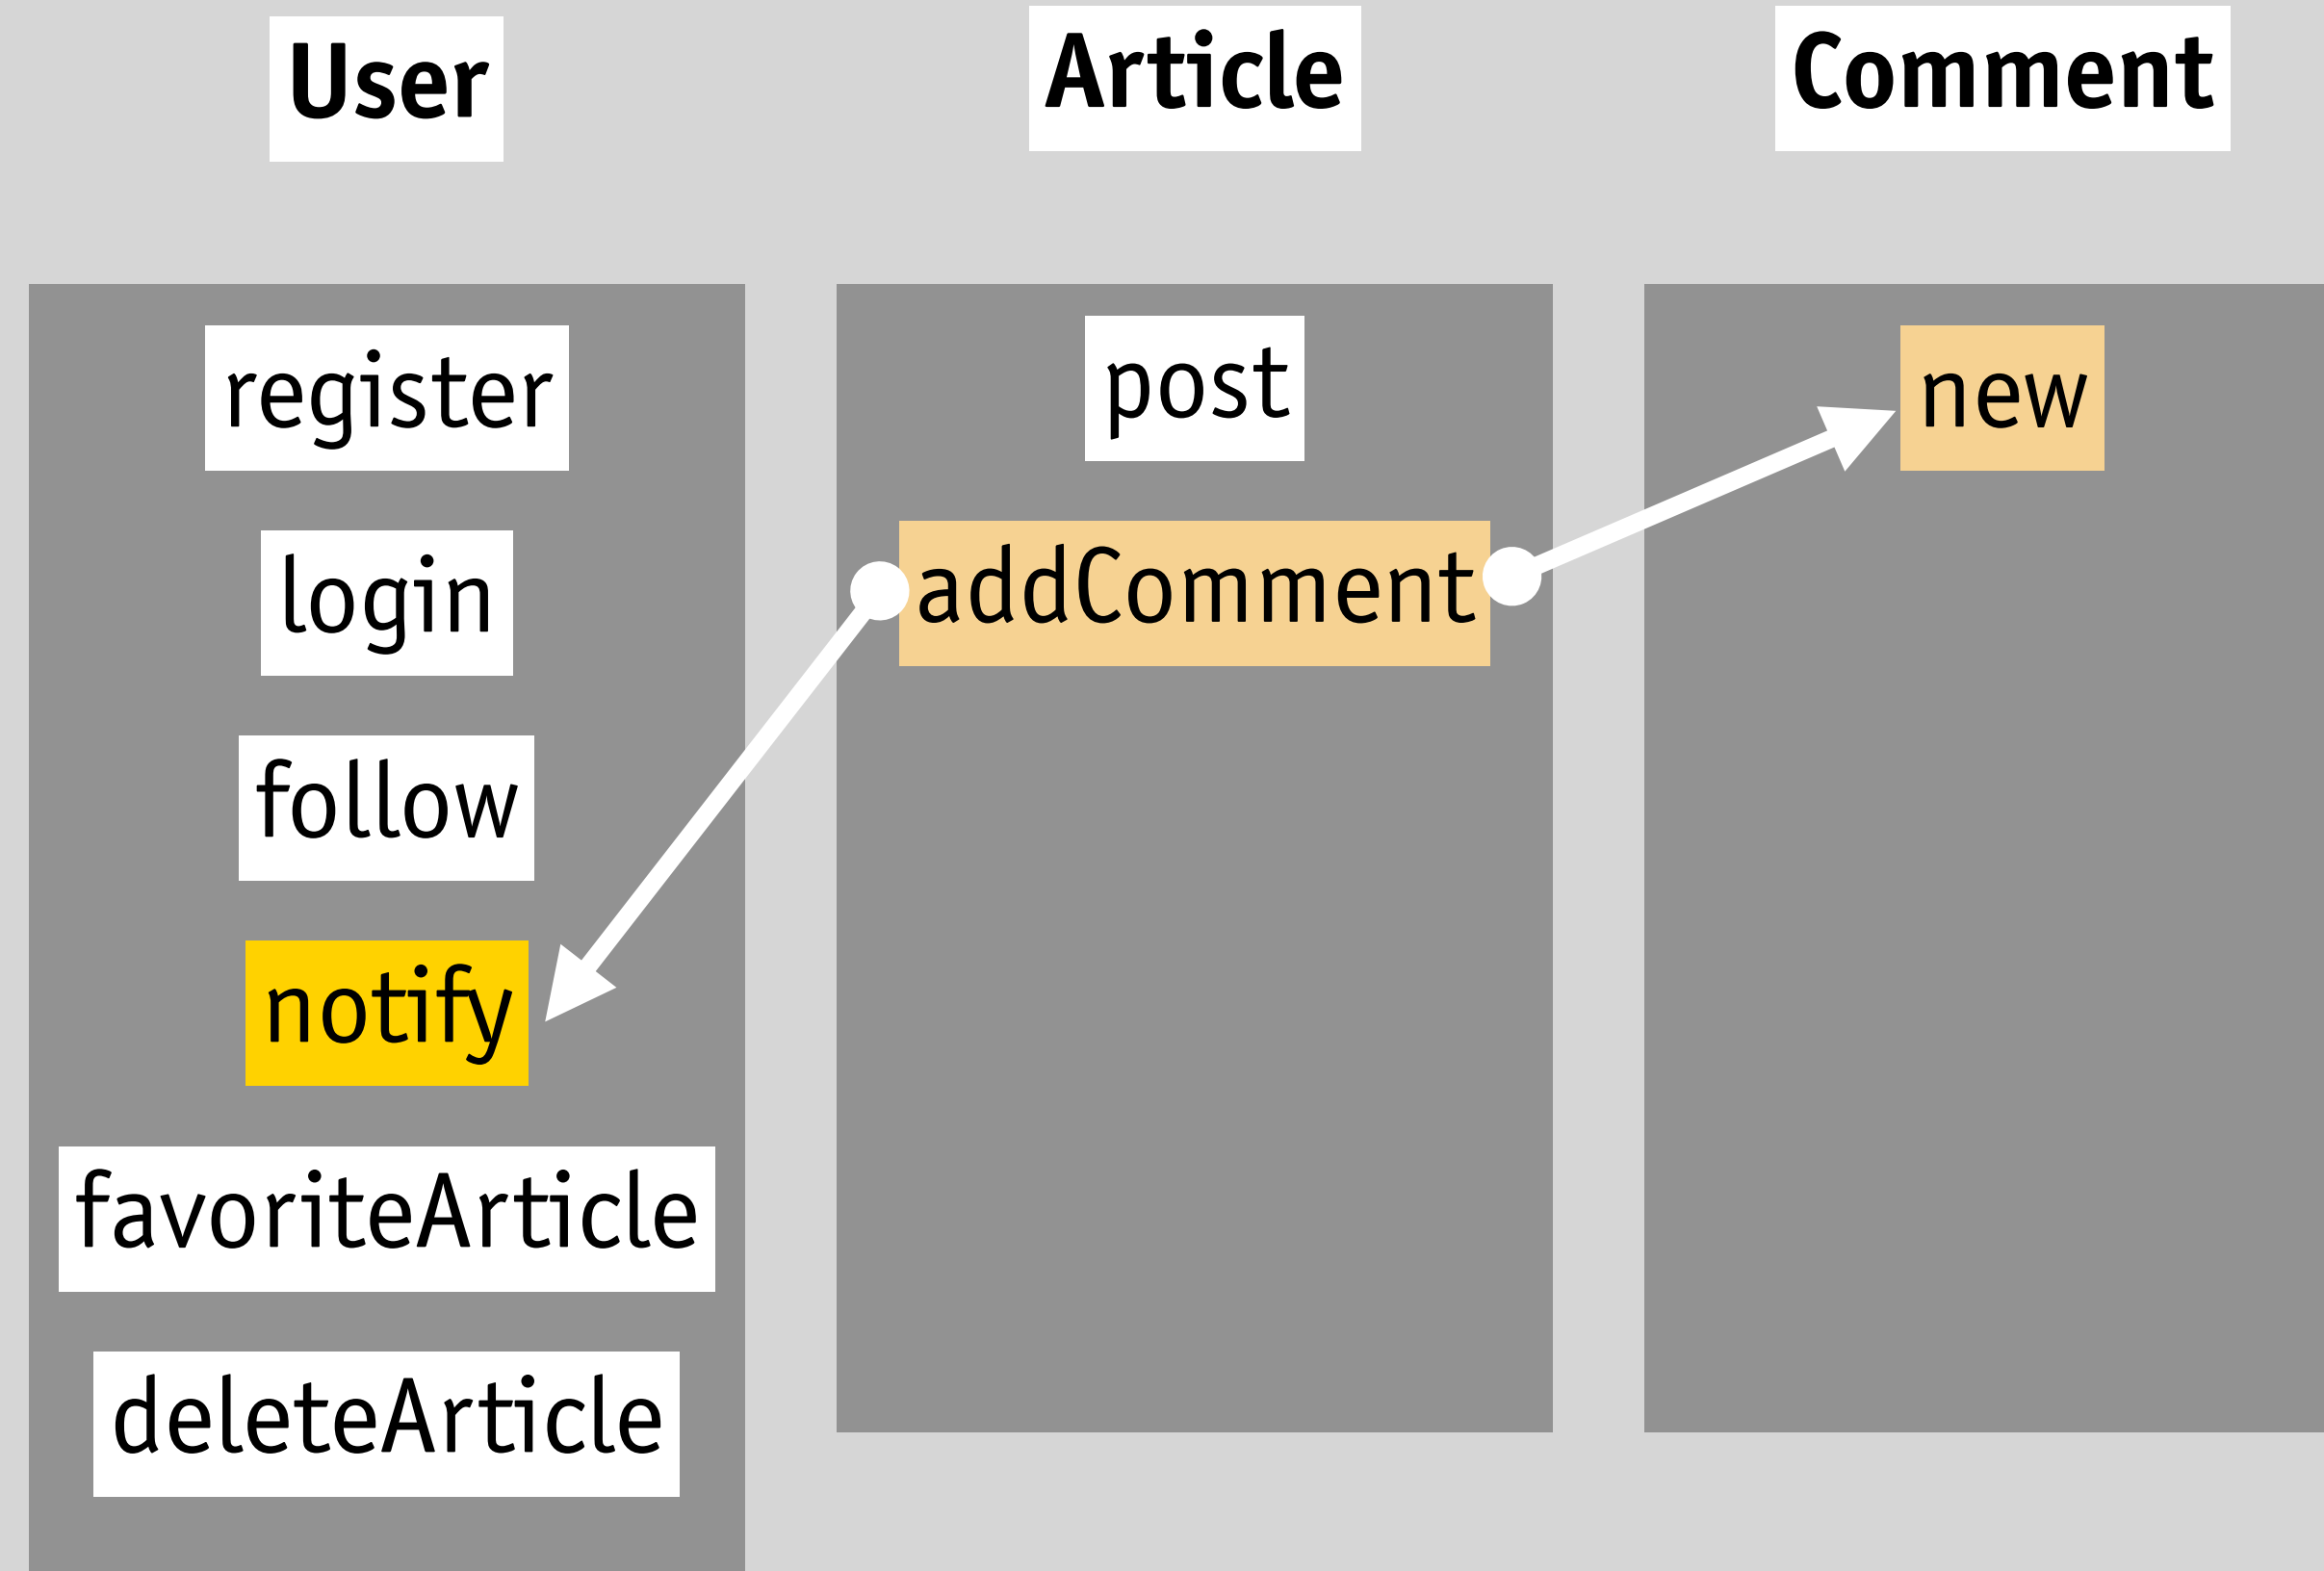 User
register
login
follow
notify
favoriteArticle
deleteArticle
Article
post
addComment
Comment
new